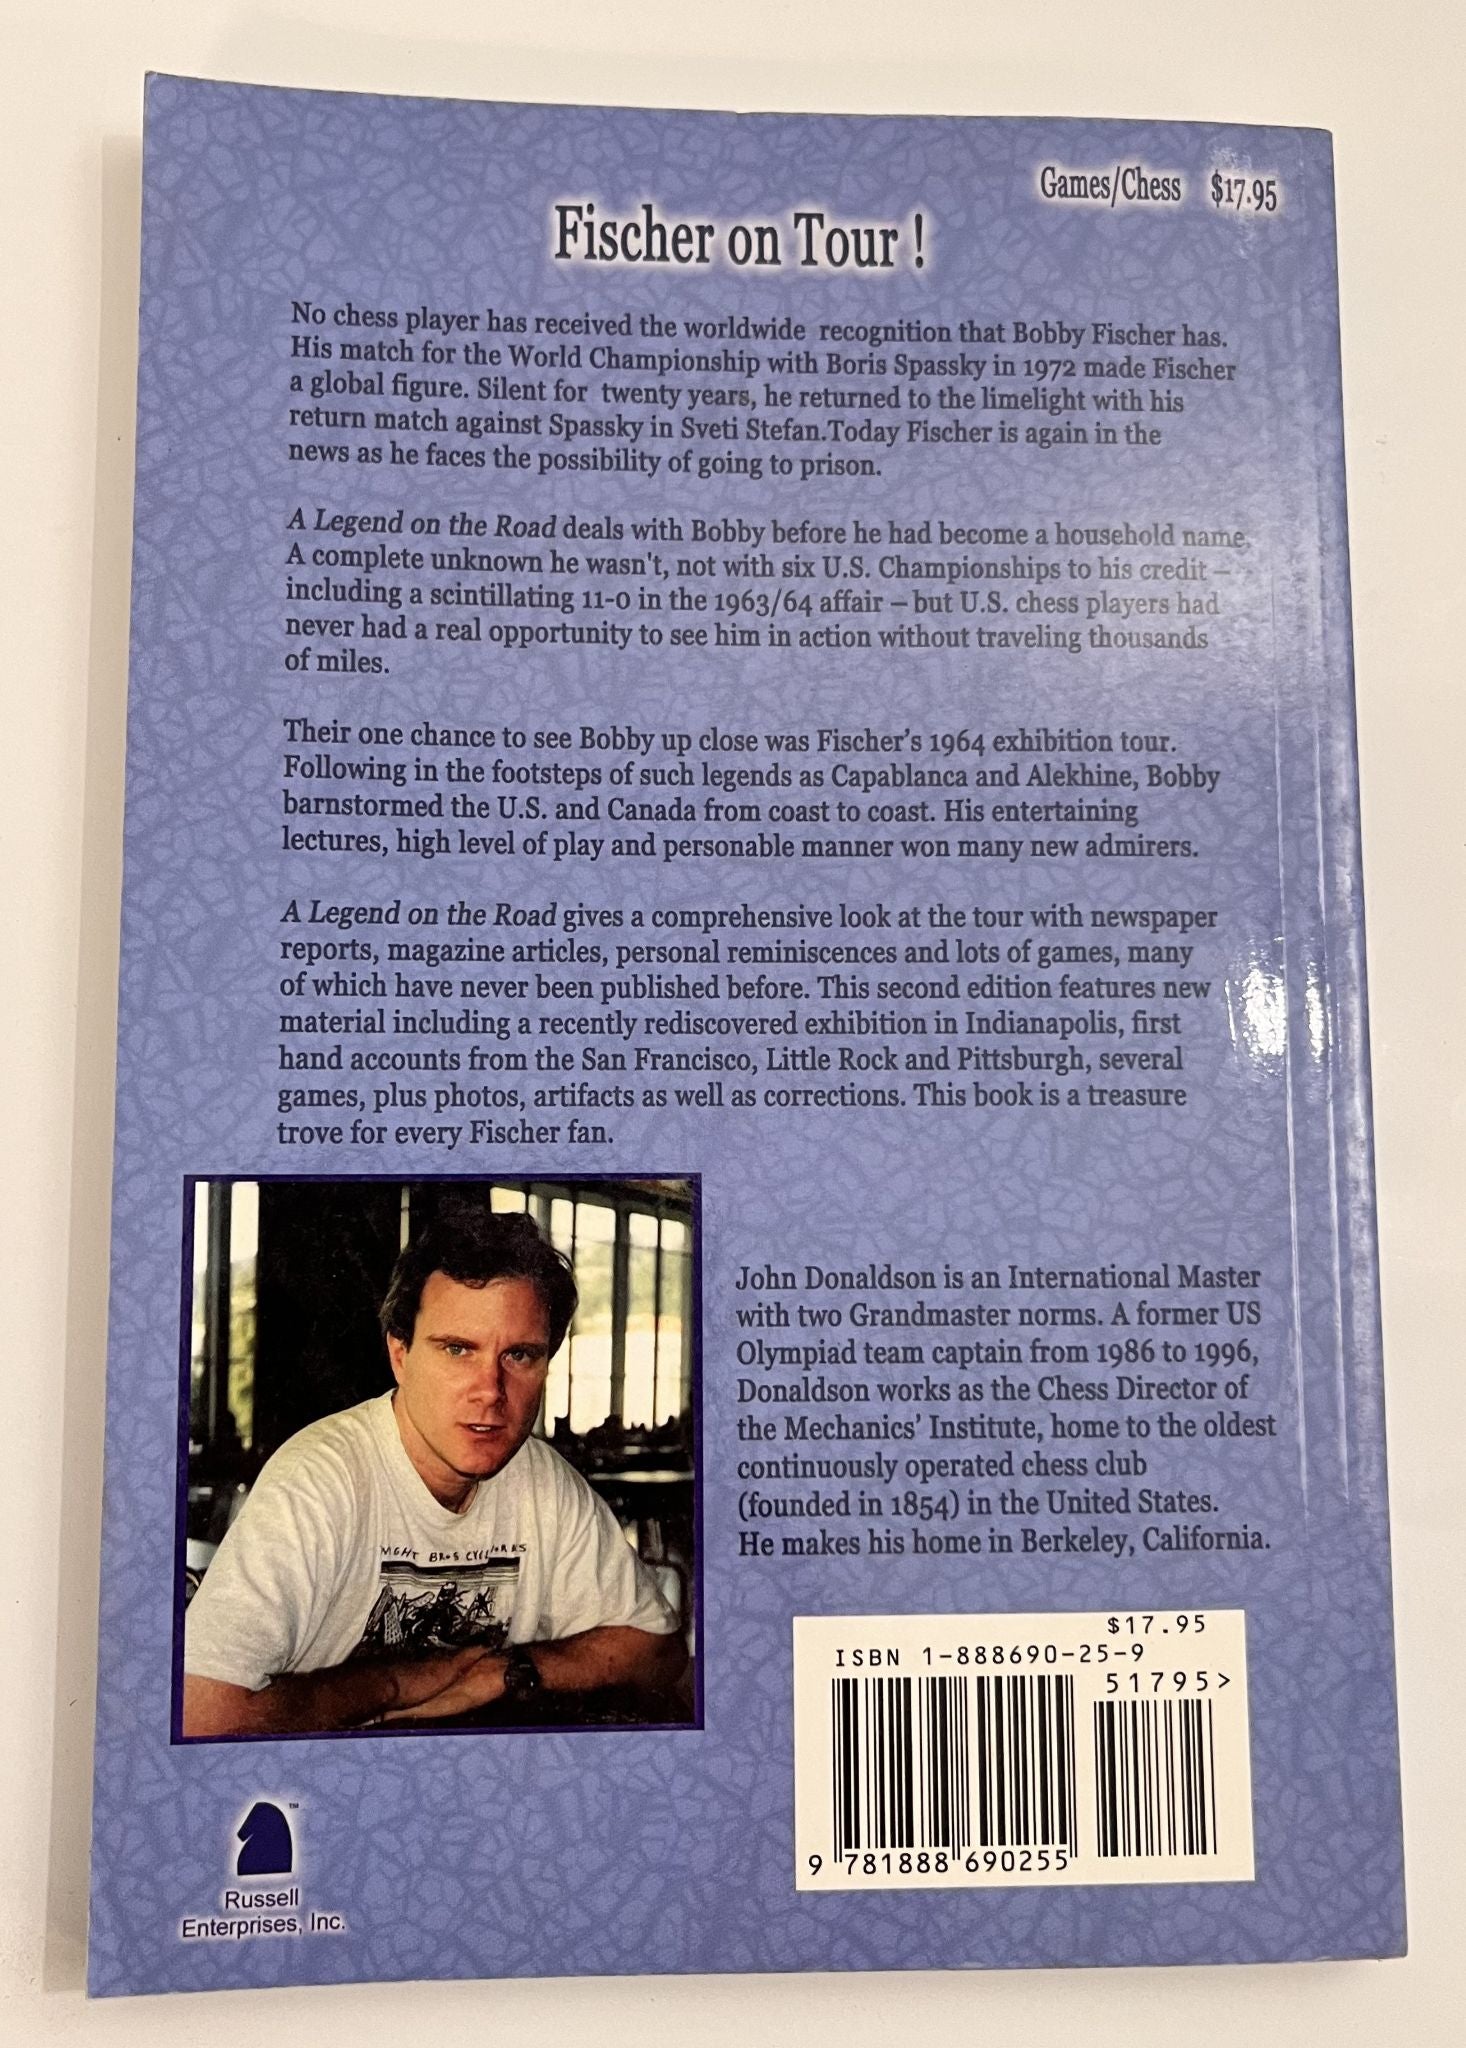 Games/Chess $17.95
Fischer on Tour !
No chess player has received the worldwide recognition that Bobby Fischer has.
His match for the World Championship with Boris Spassky in 1972 made Fischer
a global figure. Silent for twenty years, he returned to the limelight with his
return match against Spassky in Sveti Stefan.Today Fischer is again in the
news as he faces the possibility of going to prison.
A Legend on the Road deals with Bobby before he had become a household name.
A complete unknown he wasn't, not with six U.S. Championships to his credit –
including a scintillating 11-0 in the 1963/64 affair – but U.S. chess players had
never had a real opportunity to see him in action without traveling thousands
of miles.
Their one chance to see Bobby up close was Fischer's 1964 exhibition tour.
Following in the footsteps of such legends as Capablanca and Alekhine, Bobby
barnstormed the U.S. and Canada from coast to coast. His entertaining
lectures, high level of play and personable manner won many new admirers.
A Legend on the Road gives a comprehensive look at the tour with newspaper
reports, magazine articles, personal reminiscences and lots of games, many
of which have never been published before. This second edition features new
material including a recently rediscovered exhibition in Indianapolis, first
hand accounts from the San Francisco, Little Rock and Pittsburgh, several
games, plus photos, artifacts as well as corrections. This book is a treasure
trove for every Fischer fan.
John Donaldson is an International Master
with two Grandmaster norms. A former US
Olympiad team captain from 1986 to 1996,
Donaldson works as the Chess Director of
the Mechanics' Institute, home to the oldest
continuously operated chess club
(founded in 1854) in the United States.
He makes his home in Berkeley, California.
BROS
$17.95
ISBN 1-888690-25-9
51795>
9 781888 690255
TM
Russell
Enterprises, Inc.